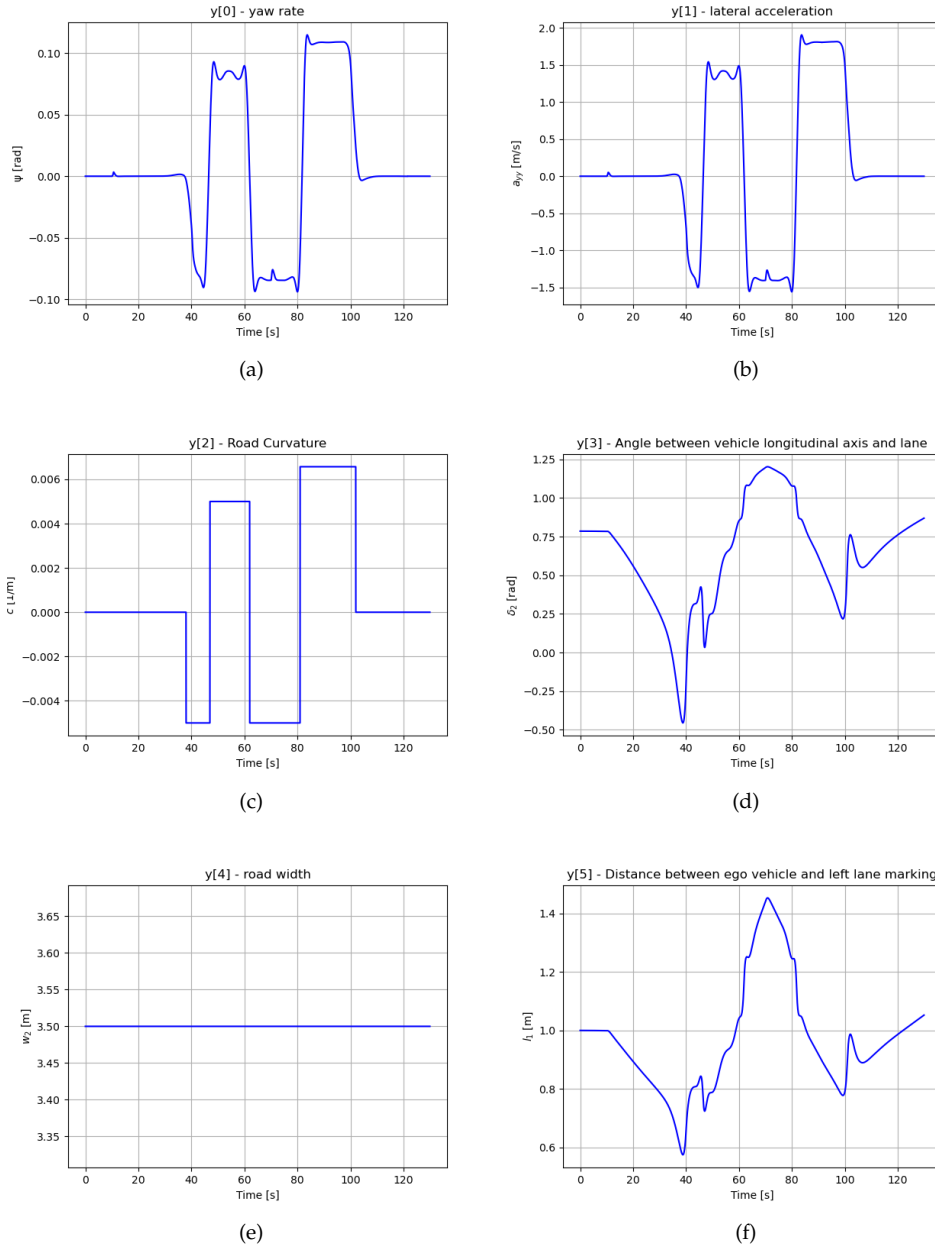 y[0] - yaw rate
0.10
0.05
0.00
−0.05
−0.10
ψ [rad]
0 20 40 60 80 100 120
Time [s]
(a)
y[1] - lateral acceleration
2.0
1.5
1.0
0.5
0.0
−0.5
−1.0
−1.5
a_yy [m/s]
0 20 40 60 80 100 120
Time [s]
(b)
y[2] - Road Curvature
0.006
0.004
0.002
0.000
−0.002
−0.004
c [1/m]
0 20 40 60 80 100 120
Time [s]
(c)
y[3] - Angle between vehicle longitudinal axis and lane
1.25
1.00
0.75
0.50
0.25
0.00
−0.25
−0.50
δ₂ [rad]
0 20 40 60 80 100 120
Time [s]
(d)
y[4] - road width
3.65
3.60
3.55
3.50
3.45
3.40
3.35
w₂ [m]
0 20 40 60 80 100 120
Time [s]
(e)
y[5] - Distance between ego vehicle and left lane marking
1.4
1.2
1.0
0.8
0.6
l₁ [m]
0 20 40 60 80 100 120
Time [s]
(f)